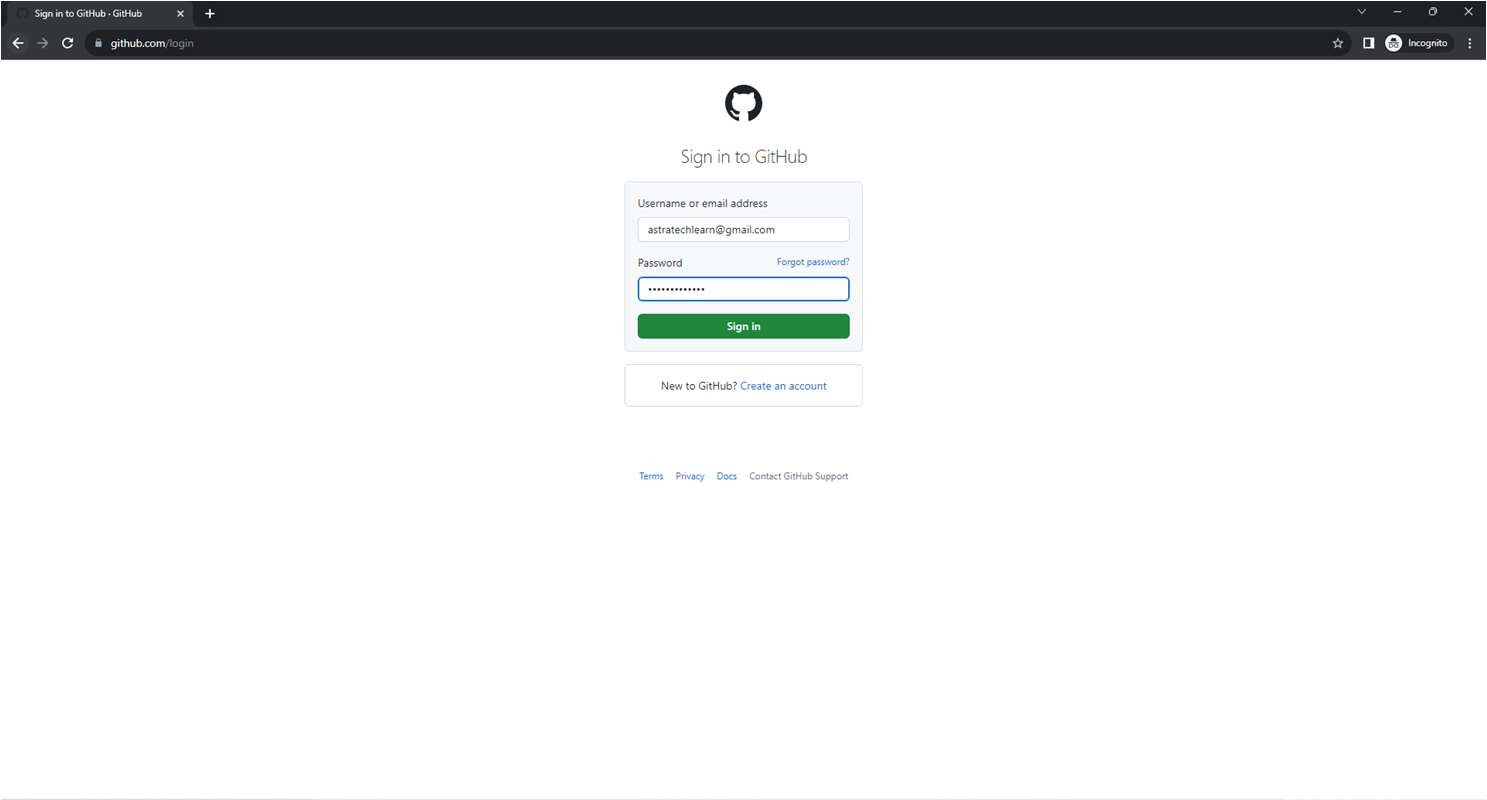 Sign in to GitHub · GitHub
github.com/login
Incognito
Sign in to GitHub
Username or email address
astratechlearn@gmail.com
Password Forgot password?
•••••••••••••
Sign in
New to GitHub? Create an account
Terms Privacy Docs Contact GitHub Support